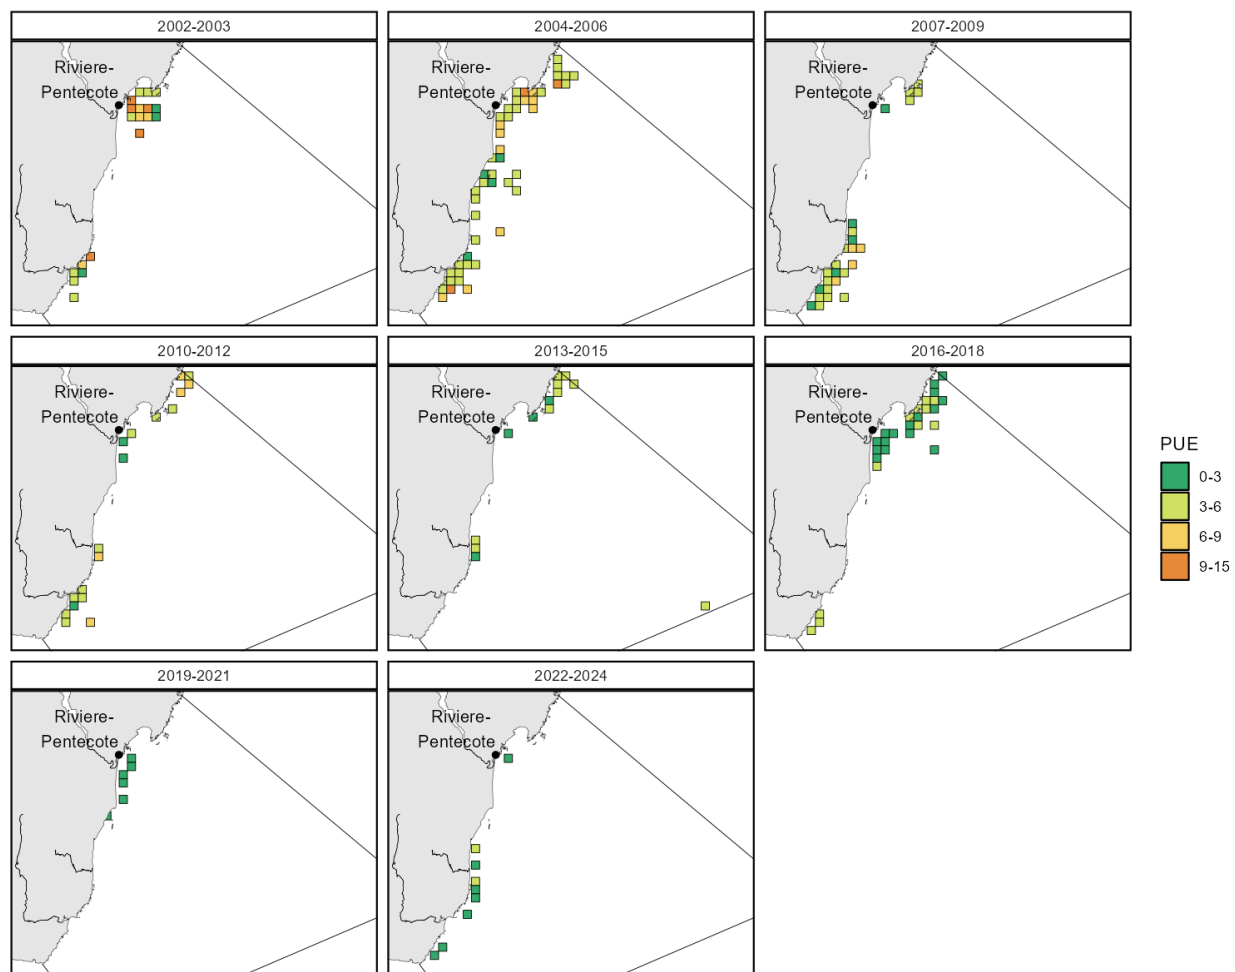 2002-2003
2004-2006
2007-2009
Riviere-
Pentecote
Riviere-
Pentecote
Riviere-
Pentecote
2010-2012
2013-2015
2016-2018
Riviere-
Pentecote
Riviere-
Pentecote
Riviere-
Pentecote
PUE
0-3
3-6
6-9
9-15
2019-2021
2022-2024
Riviere-
Pentecote
Riviere-
Pentecote